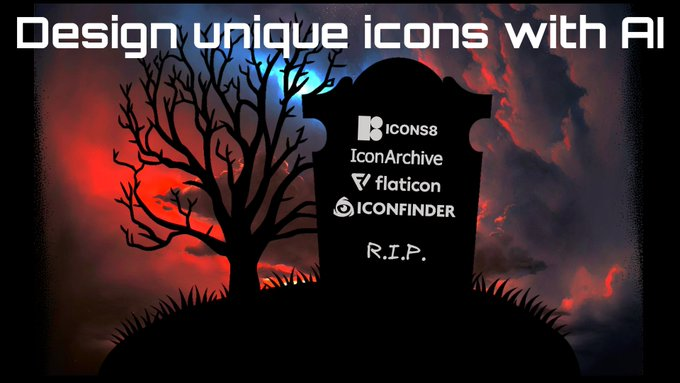 Design unique icons with AI
ICONS8
IconArchive
flaticon
ICONFINDER
R.I.P.